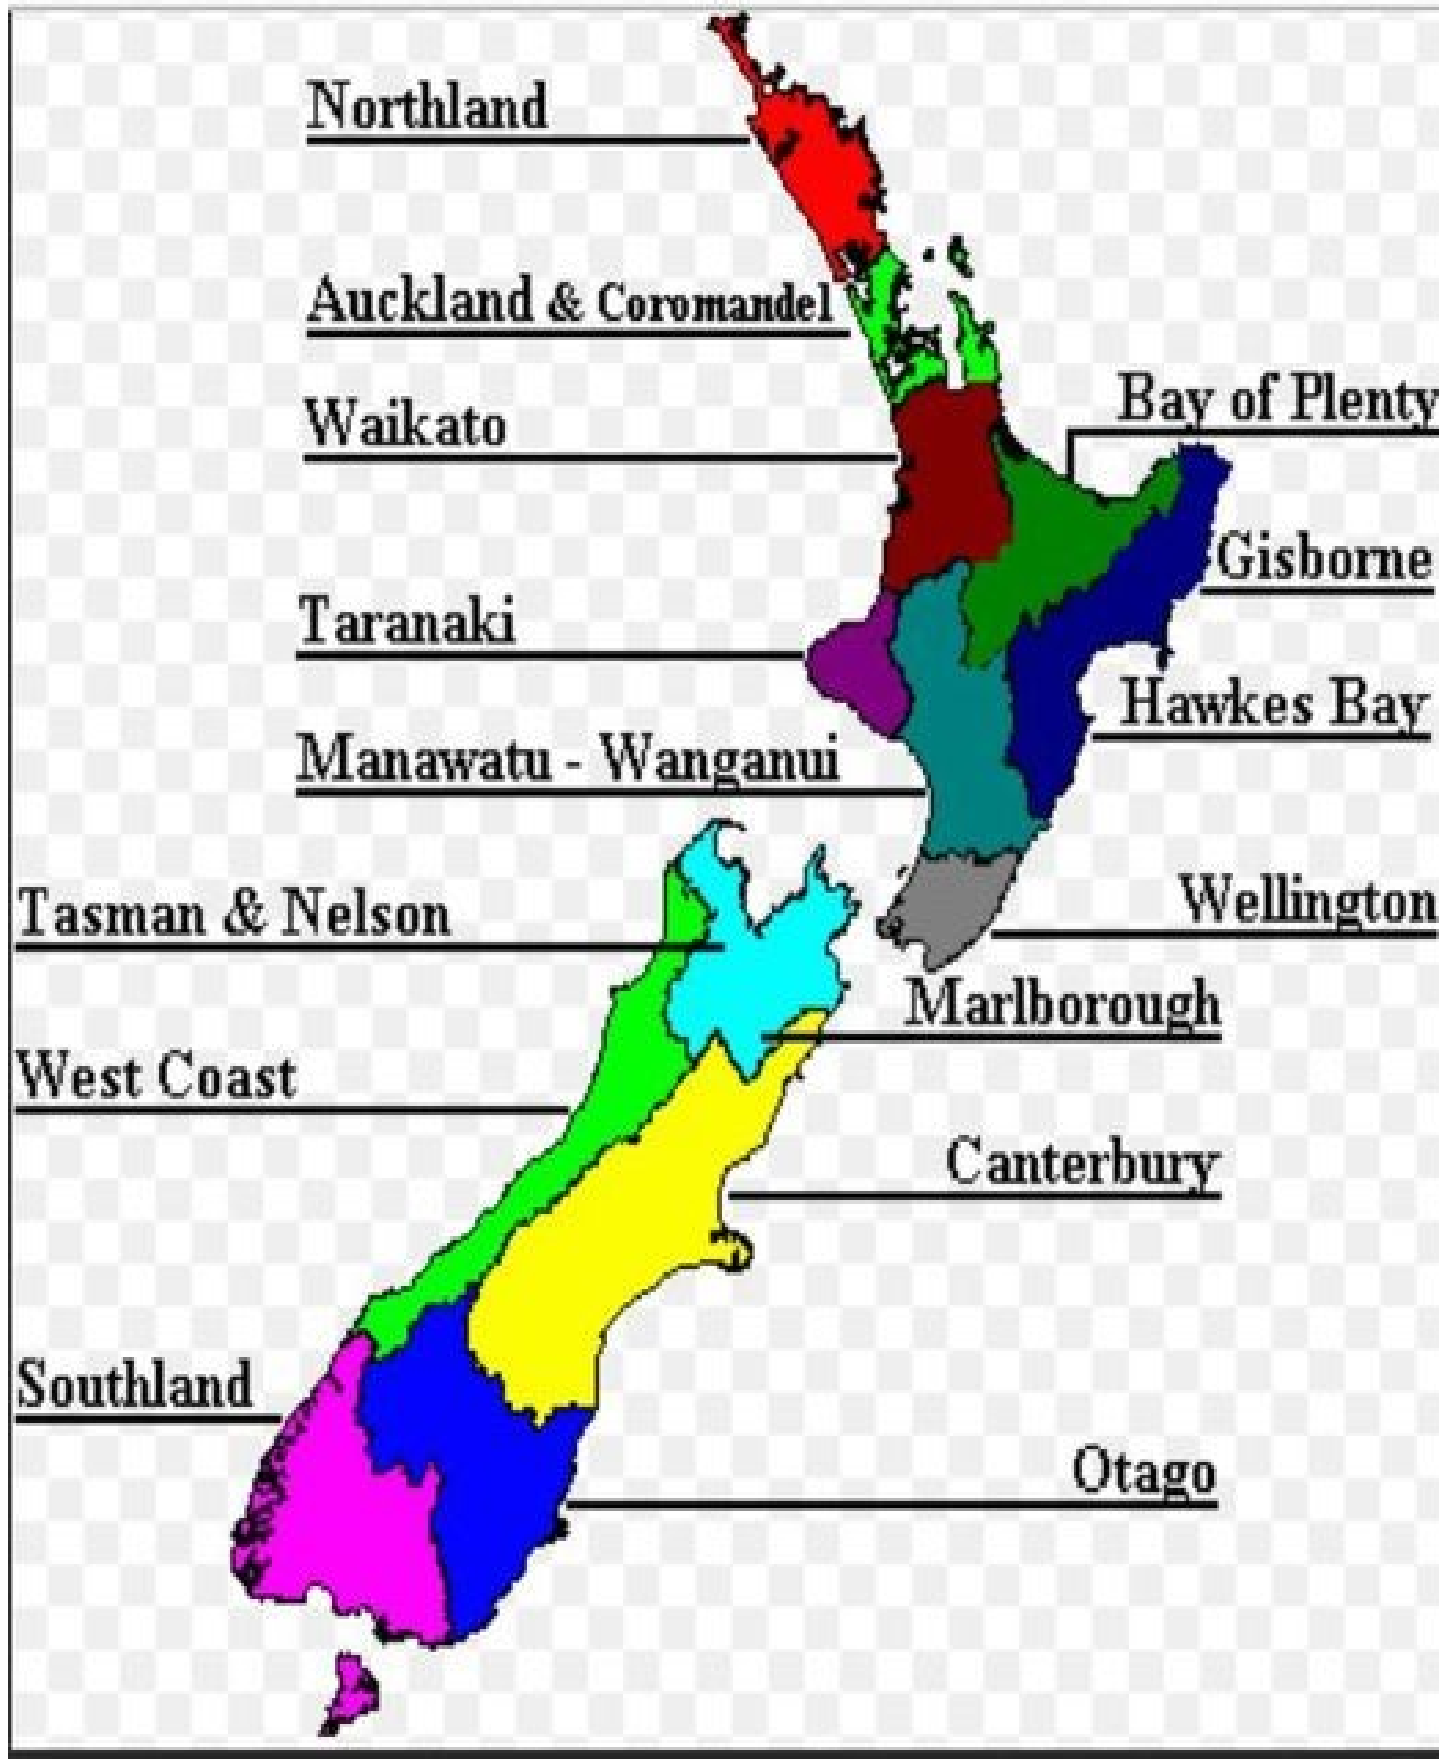 Northland
Auckland & Coromandel
Waikato
Bay of Plenty
Gisborne
Taranaki
Hawkes Bay
Manawatu - Wanganui
Tasman & Nelson
Wellington
Marlborough
West Coast
Canterbury
Southland
Otago